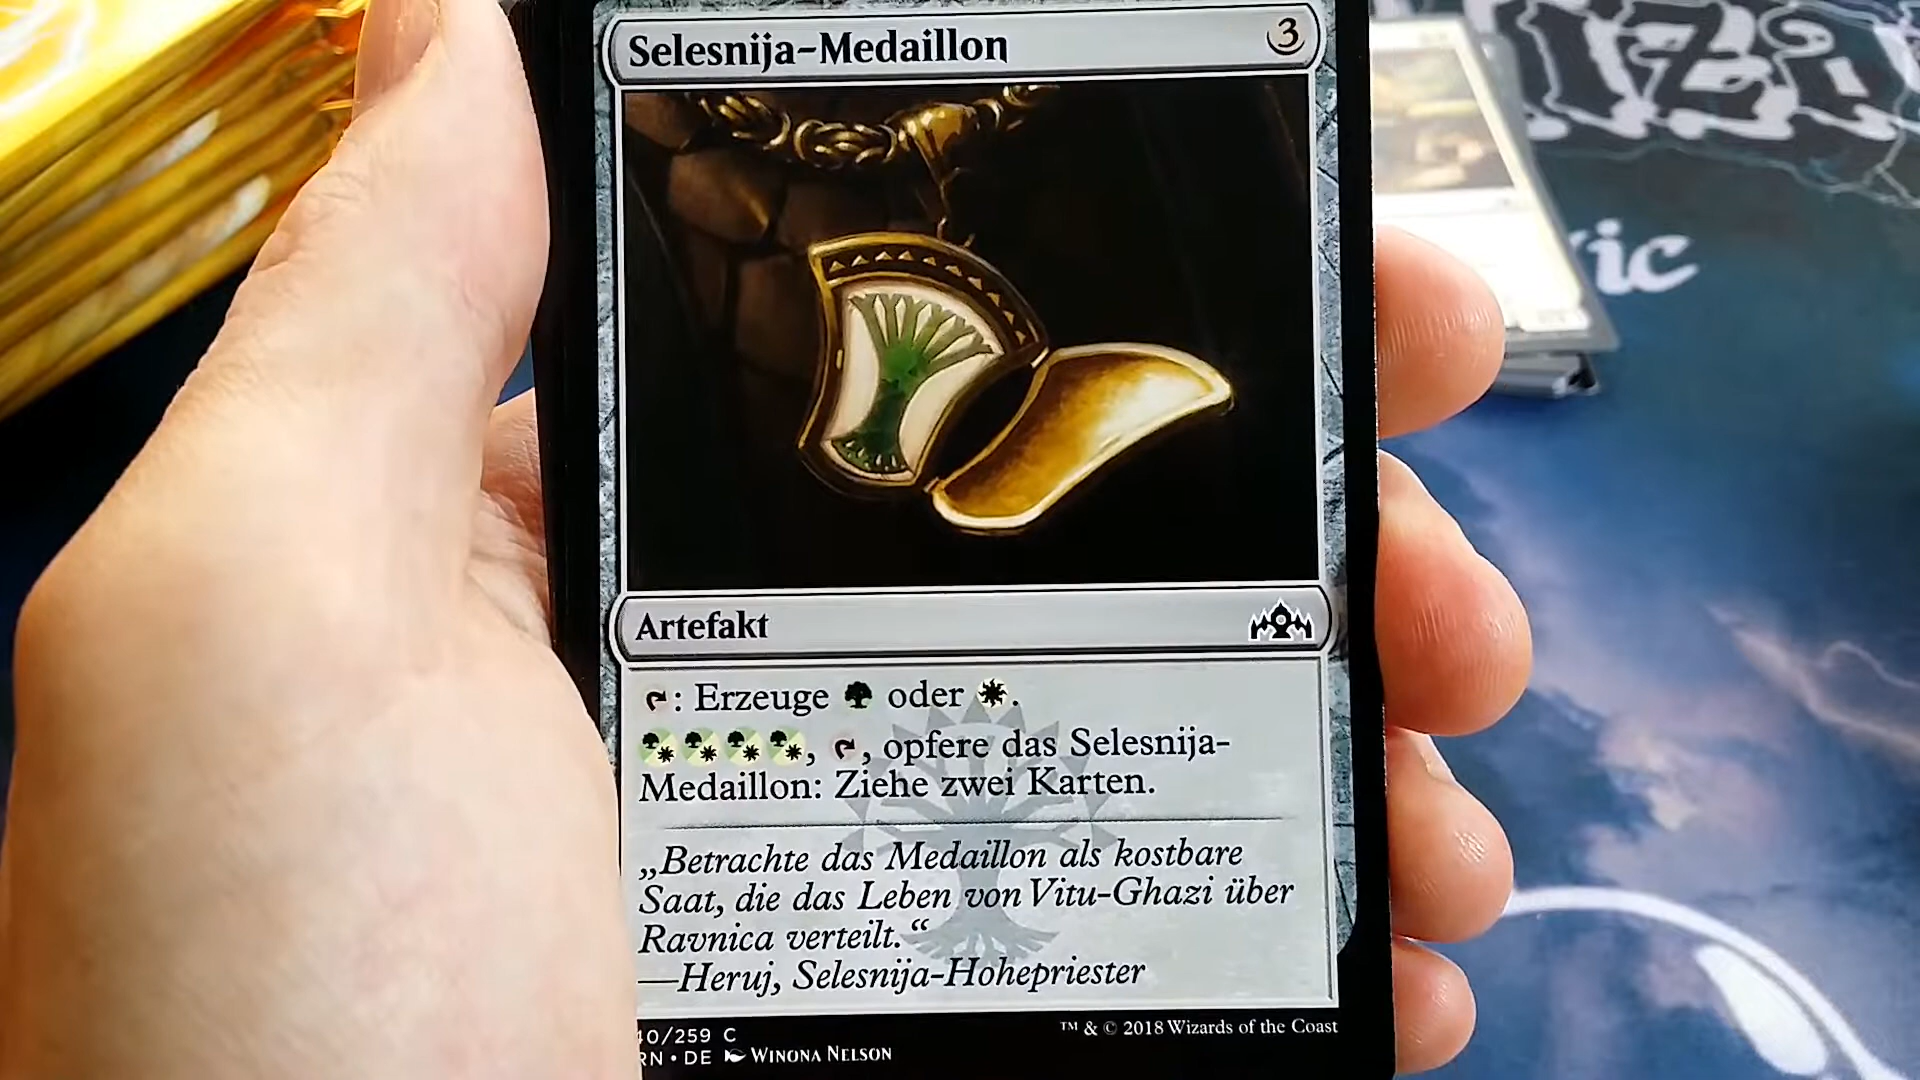 Selesnija-Medaillon 3
Artefakt
: Erzeuge oder .
, , opfere das Selesnija-
Medaillon: Ziehe zwei Karten.
„Betrachte das Medaillon als kostbare
Saat, die das Leben von Vitu-Ghazi über
Ravnica verteilt.“
—Heruj, Selesnija-Hohepriester
40/259 C
RN • DE WINONA NELSON
™ & © 2018 Wizards of the Coast
ic